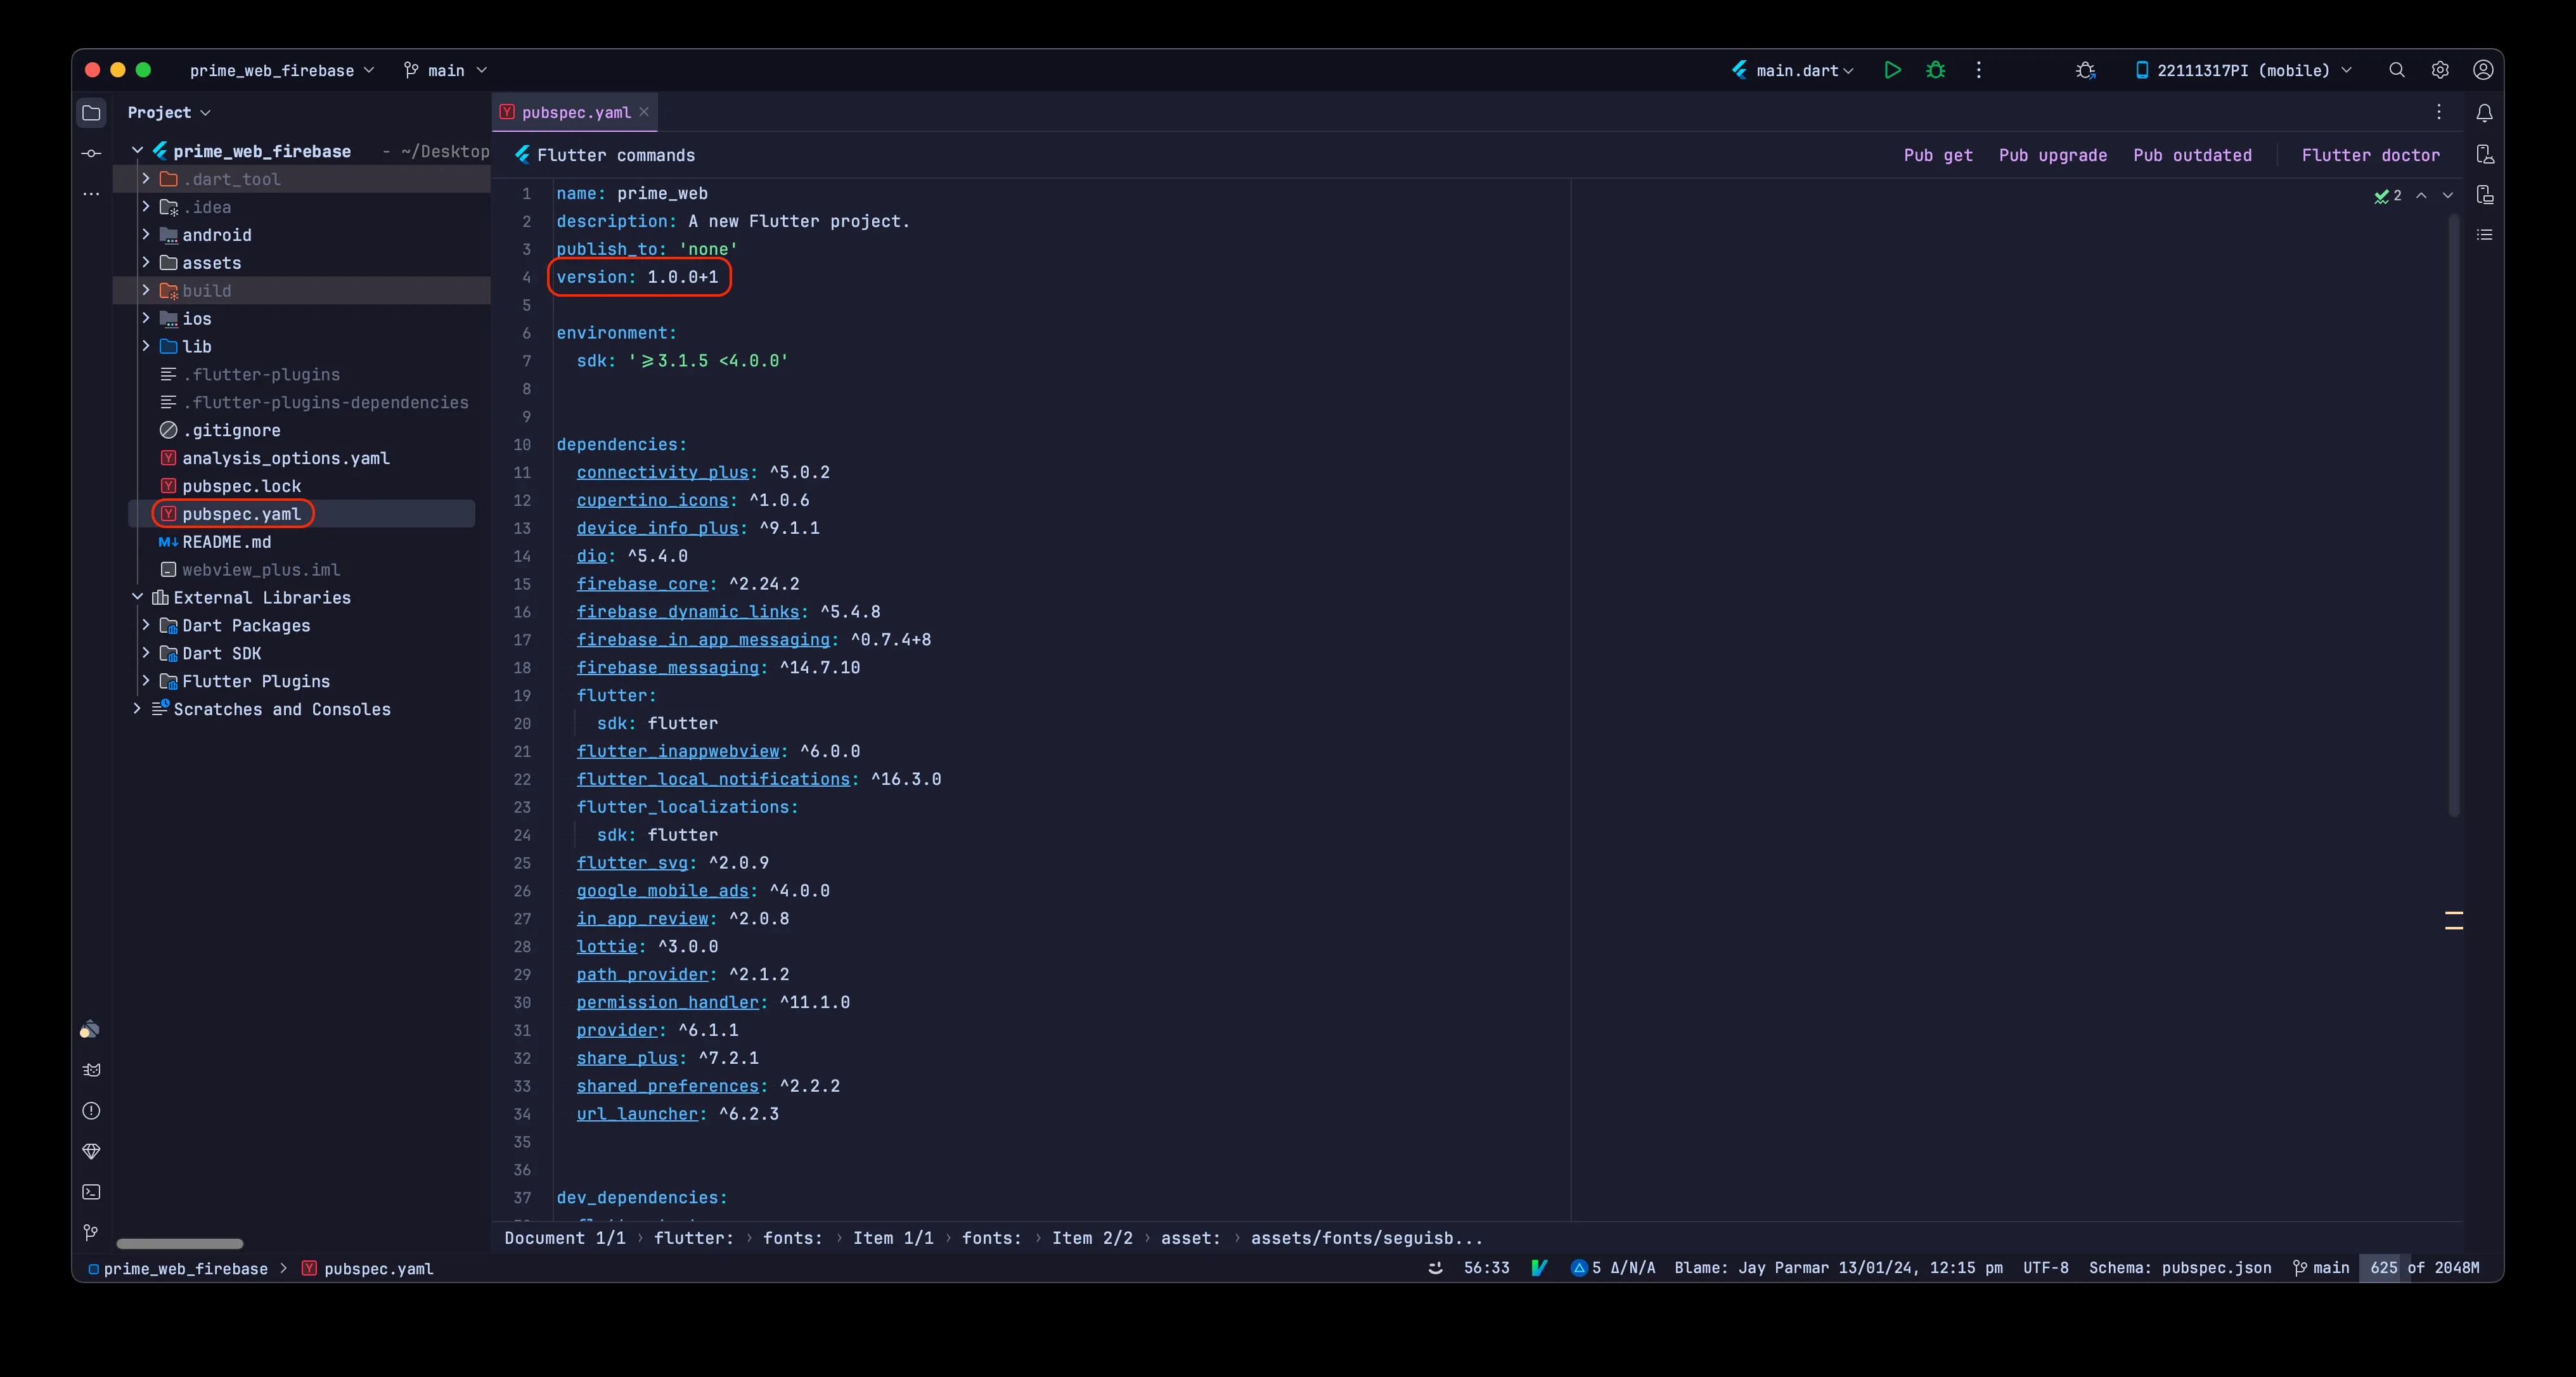 prime_web_firebase main main.dart 22111317PI (mobile)
Project
prime_web_firebase - ~/Desktop
.dart_tool
.idea
android
assets
build
ios
lib
.flutter-plugins
.flutter-plugins-dependencies
.gitignore
analysis_options.yaml
pubspec.lock
pubspec.yaml
README.md
webview_plus.iml
External Libraries
Dart Packages
Dart SDK
Flutter Plugins
Scratches and Consoles
pubspec.yaml
Flutter commands Pub get Pub upgrade Pub outdated Flutter doctor
2
1 name: prime_web
2 description: A new Flutter project.
3 publish_to: 'none'
4 version: 1.0.0+1
5
6 environment:
7 sdk: '>=3.1.5 <4.0.0'
8
9
10 dependencies:
11 connectivity_plus: ^5.0.2
12 cupertino_icons: ^1.0.6
13 device_info_plus: ^9.1.1
14 dio: ^5.4.0
15 firebase_core: ^2.24.2
16 firebase_dynamic_links: ^5.4.8
17 firebase_in_app_messaging: ^0.7.4+8
18 firebase_messaging: ^14.7.10
19 flutter:
20 sdk: flutter
21 flutter_inappwebview: ^6.0.0
22 flutter_local_notifications: ^16.3.0
23 flutter_localizations:
24 sdk: flutter
25 flutter_svg: ^2.0.9
26 google_mobile_ads: ^4.0.0
27 in_app_review: ^2.0.8
28 lottie: ^3.0.0
29 path_provider: ^2.1.2
30 permission_handler: ^11.1.0
31 provider: ^6.1.1
32 share_plus: ^7.2.1
33 shared_preferences: ^2.2.2
34 url_launcher: ^6.2.3
35
36
37 dev_dependencies:
Document 1/1 › flutter: › fonts: › Item 1/1 › fonts: › Item 2/2 › asset: › assets/fonts/seguisb...
prime_web_firebase > pubspec.yaml 56:33 5 Δ/N/A Blame: Jay Parmar 13/01/24, 12:15 pm UTF-8 Schema: pubspec.json main 625 of 2048M